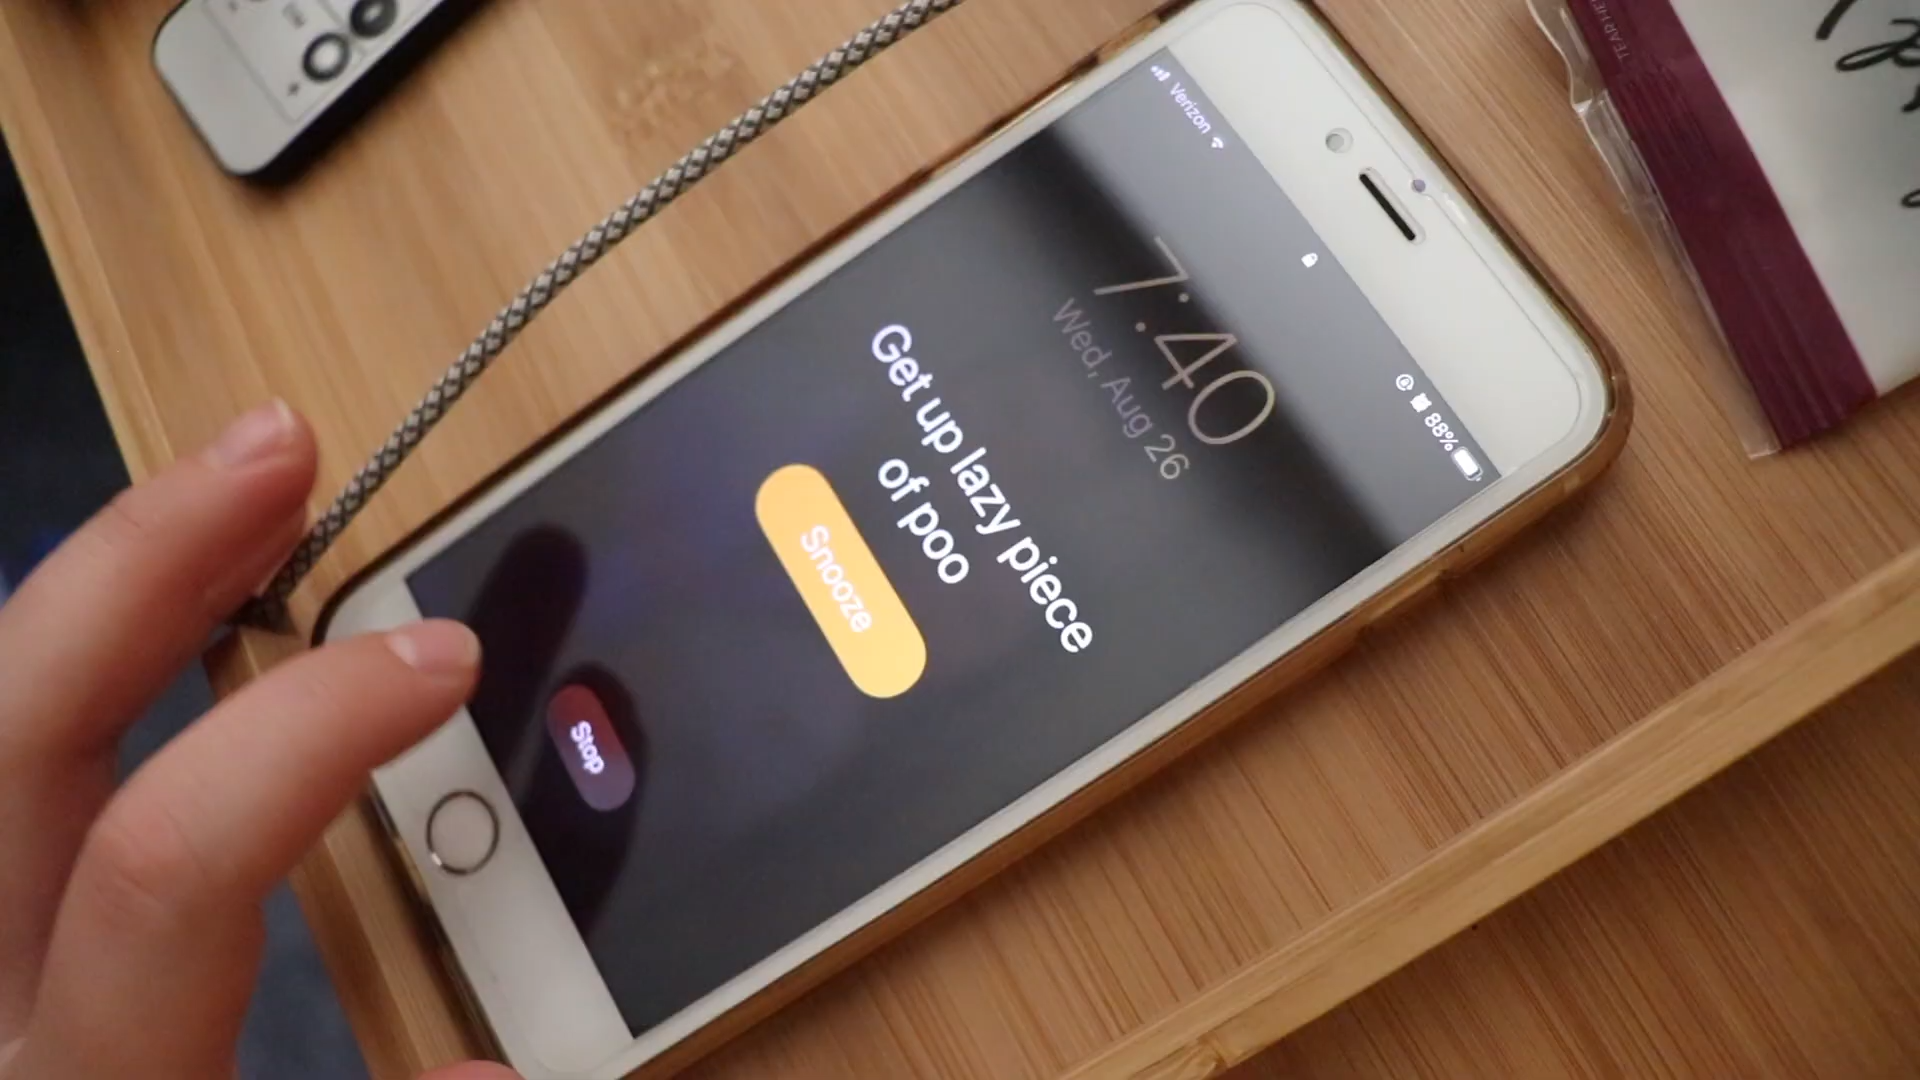 Verizon
88%
7:40
Wed, Aug 26
Get up lazy piece
of poo
Snooze
Stop